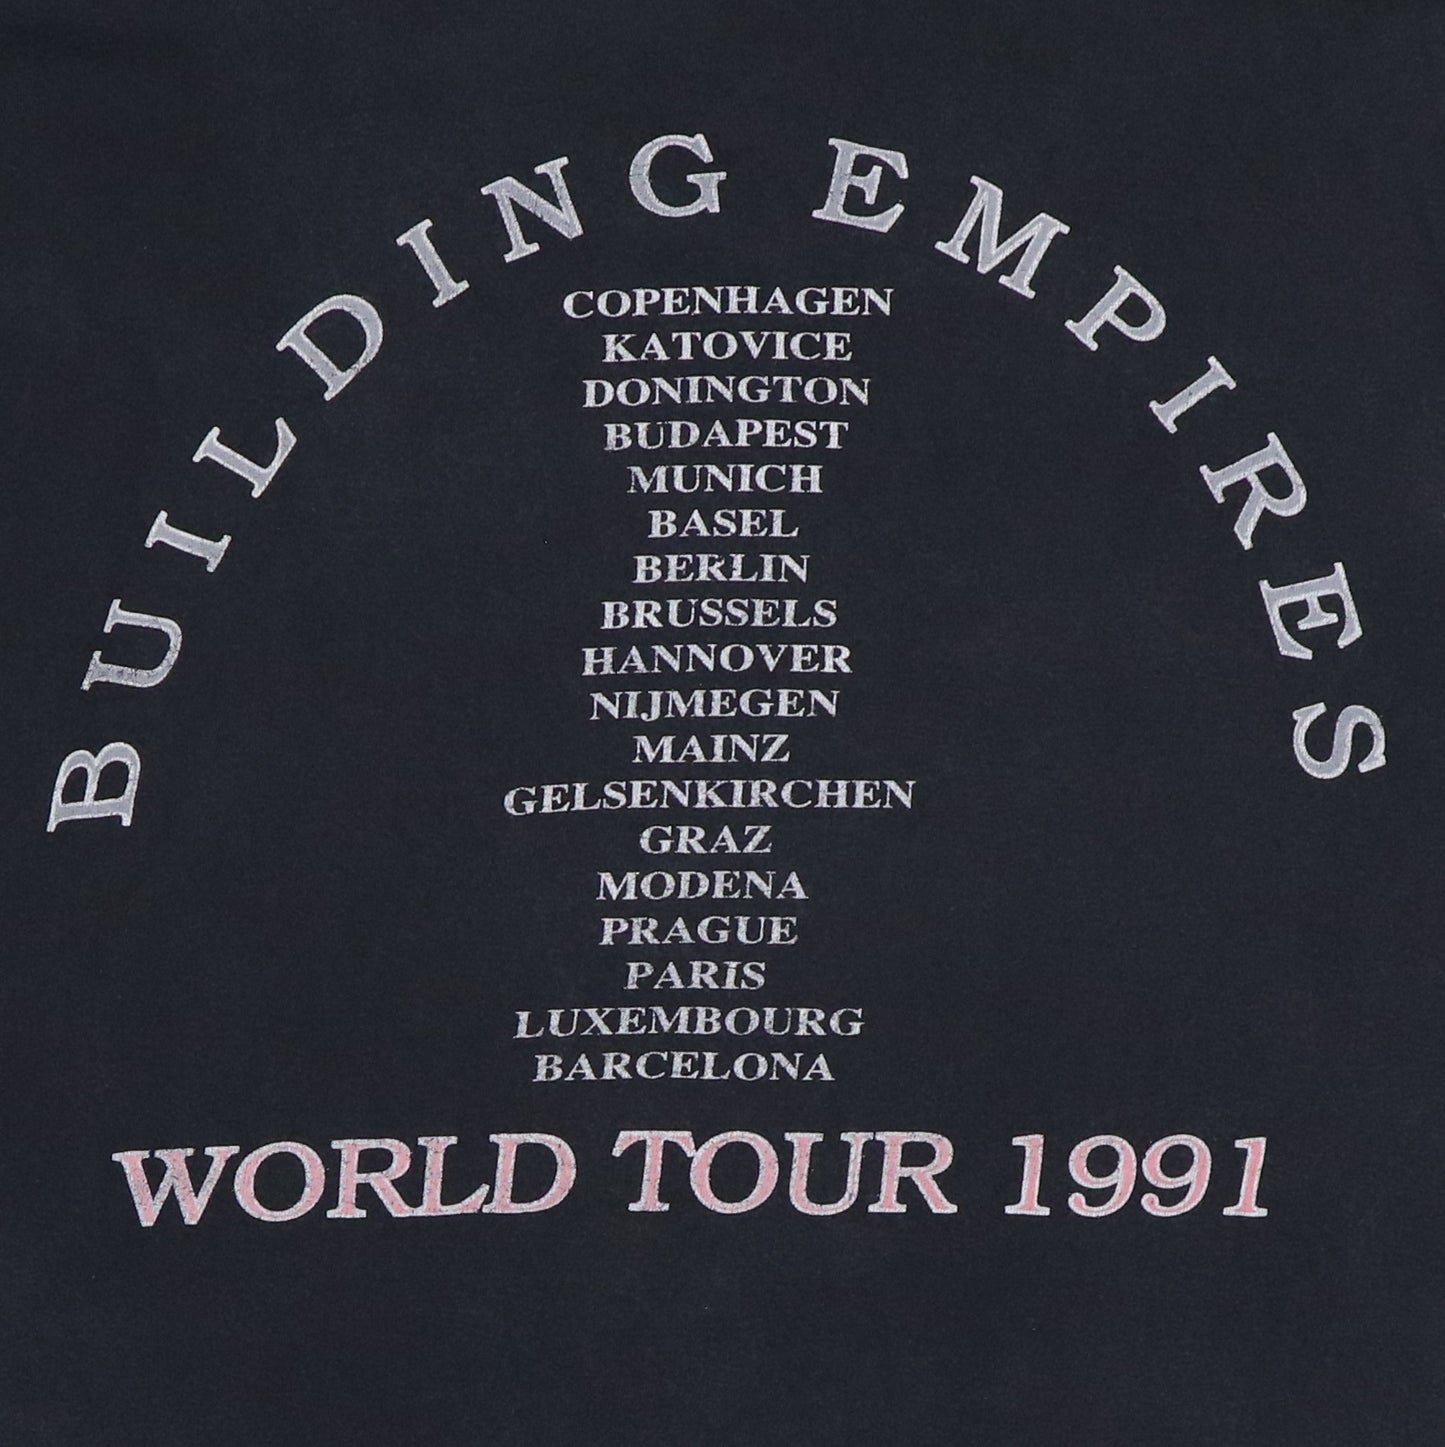 BUILDING EMPIRES
COPENHAGEN
KATOVICE
DONINGTON
BUDAPEST
MUNICH
BASEL
BERLIN
BRUSSELS
HANNOVER
NIJMEGEN
MAINZ
GELSENKIRCHEN
GRAZ
MODENA
PRAGUE
PARIS
LUXEMBOURG
BARCELONA
WORLD TOUR 1991